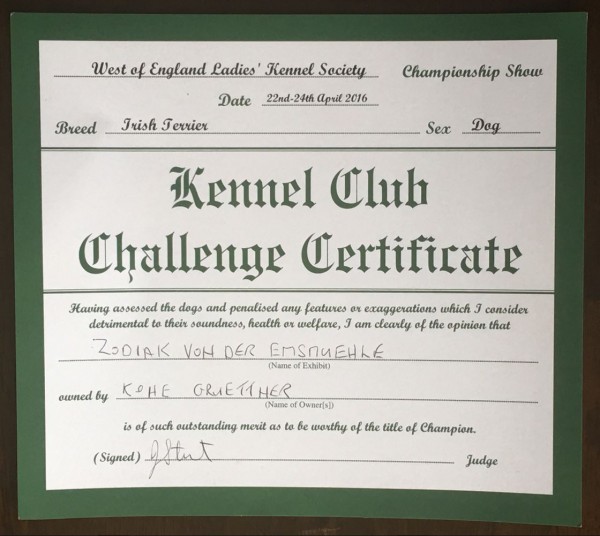 West of England Ladies' Kennel Society Championship Show
Date 22nd-24th April 2016
Breed Irish Terrier Sex Dog
Kennel Club
Challenge Certificate
Having assessed the dogs and penalised any features or exaggerations which I consider
detrimental to their soundness, health or welfare, I am clearly of the opinion that
ZODIAK VON DER EMSMUEHLE
(Name of Exhibit)
owned by
(Name of Owner[s])
is of such outstanding merit as to be worthy of the title of Champion.
(Signed) Judge